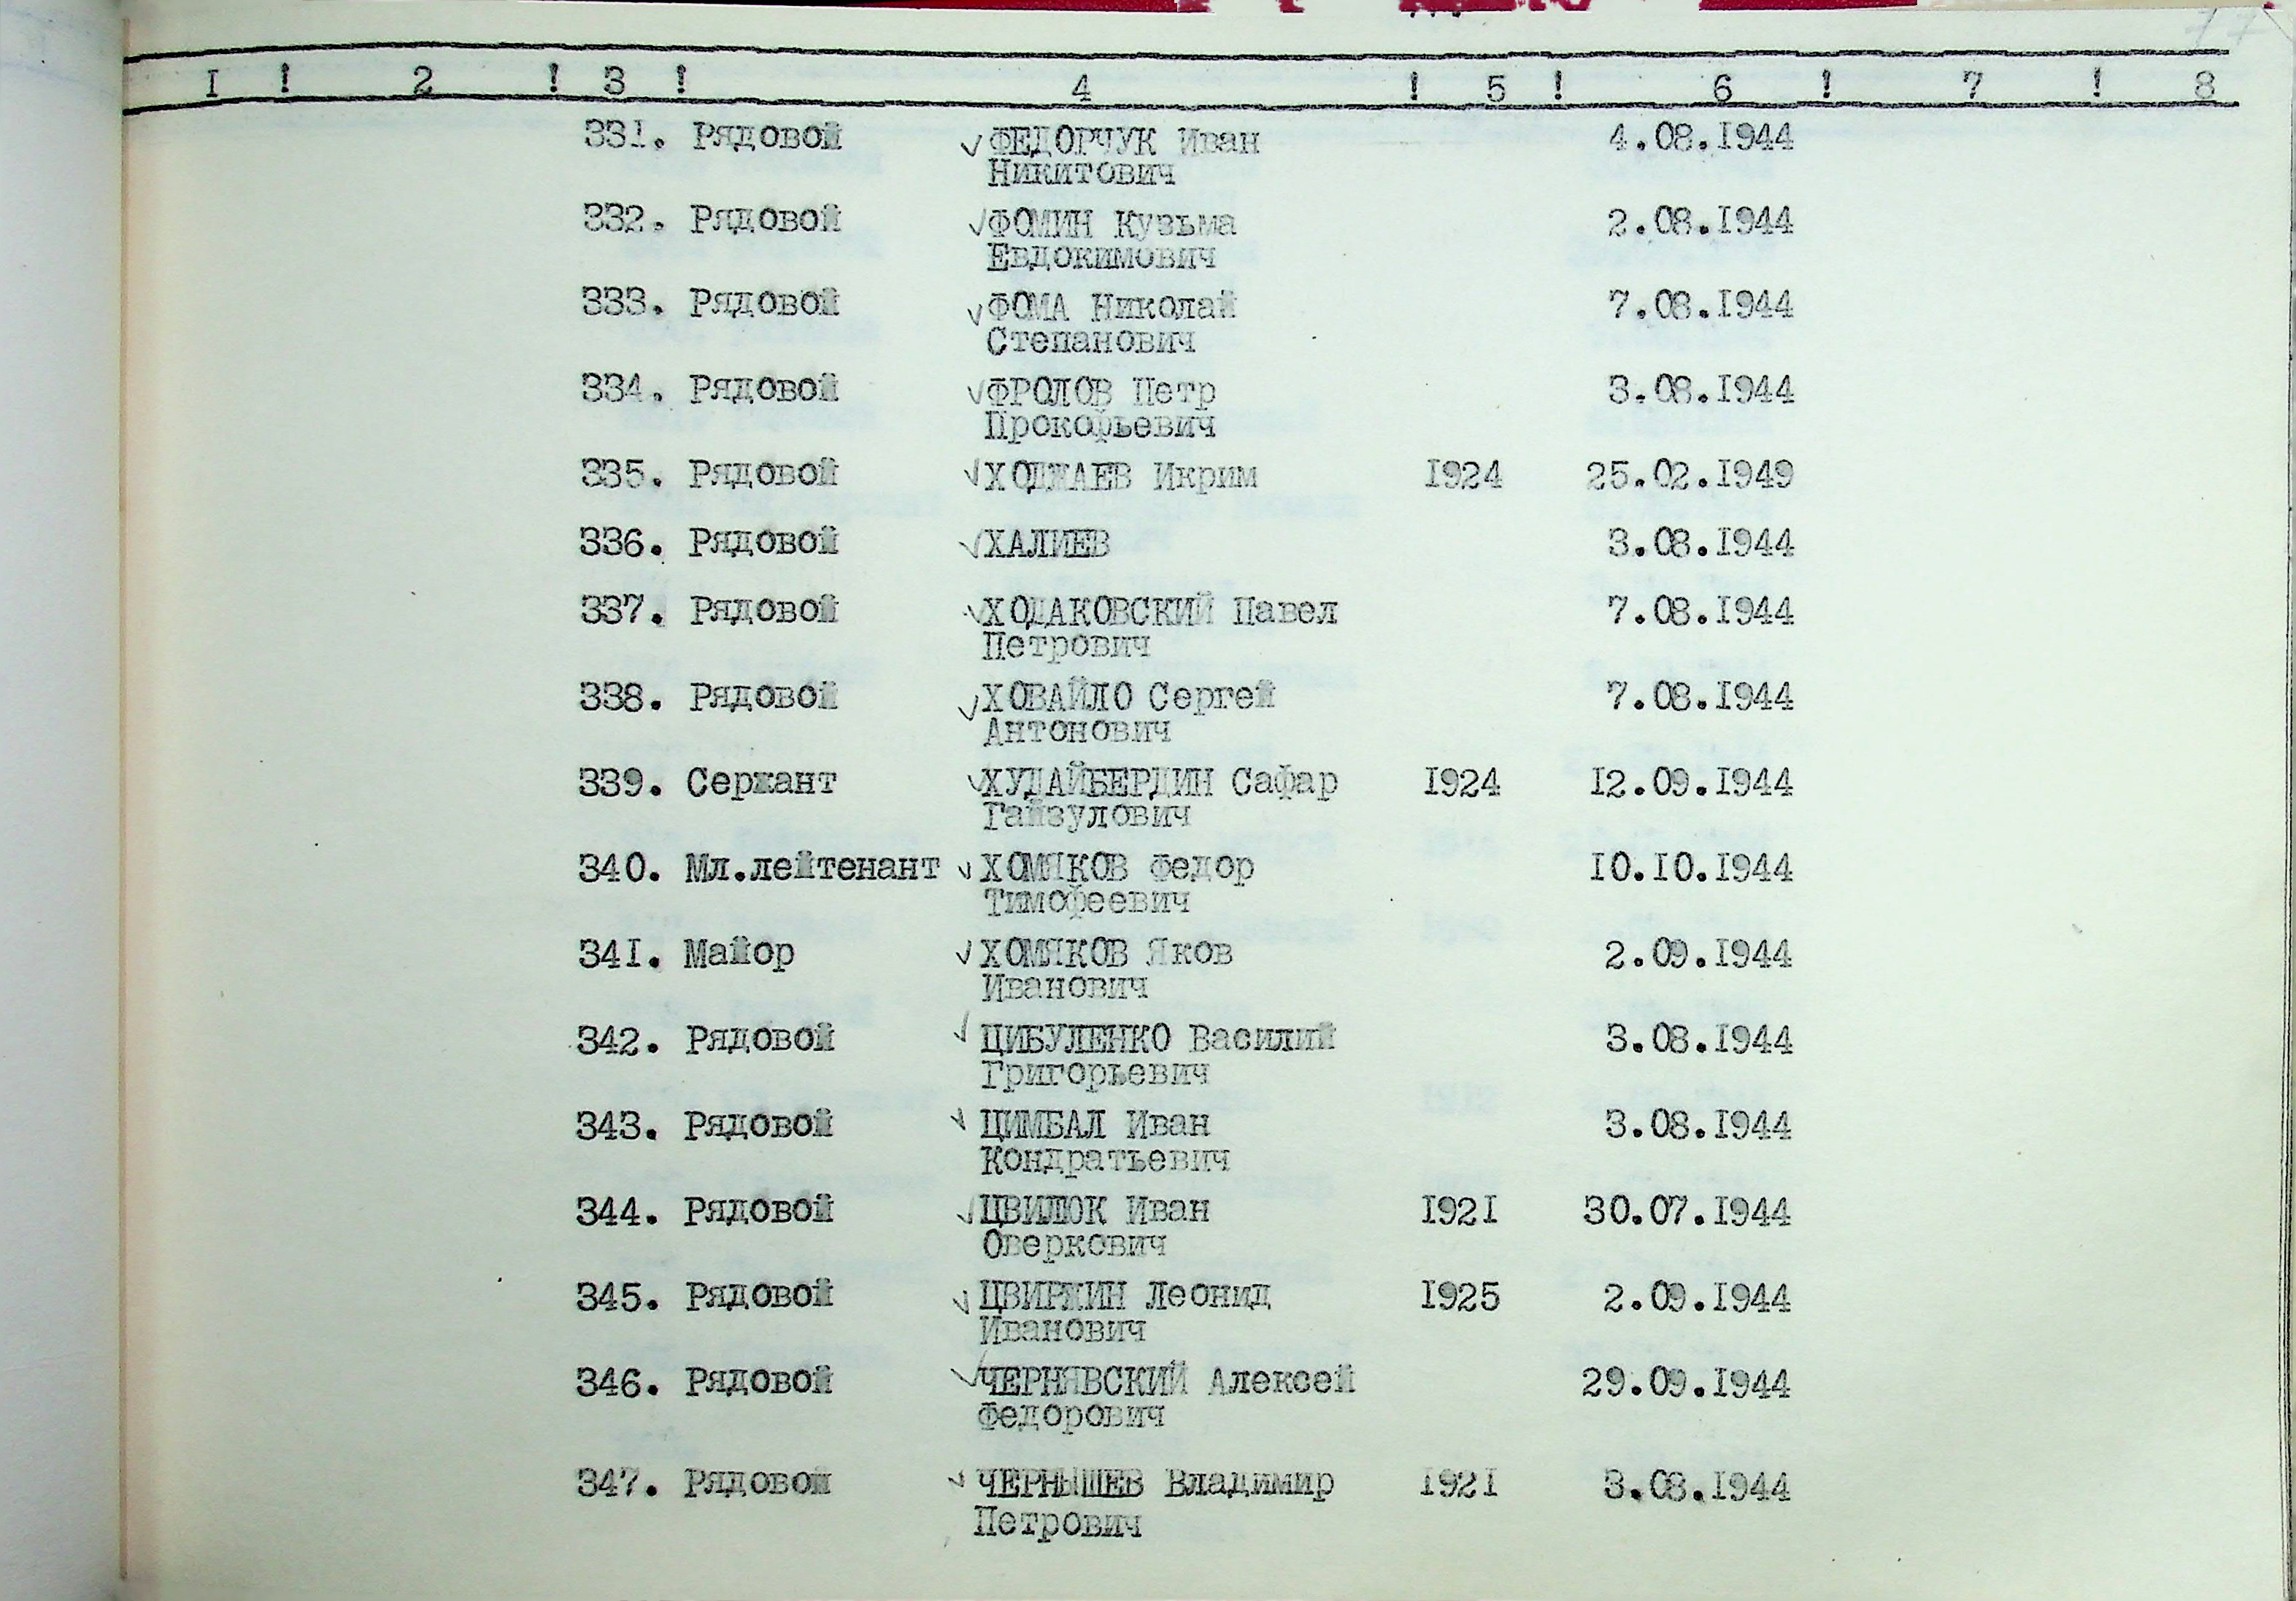 I ! 2 ! 3 ! 4 ! 5 ! 6 ! 7 ! 8
331. Рядовой ФЕДОРЧУК Иван 4.08.1944
Никитович
332. Рядовой ФОМИН Кузьма 2.08.1944
Евдокимович
333. Рядовой ФОМА Николай 7.08.1944
Степанович
334. Рядовой ФРОЛОВ Петр 3.08.1944
Прокофьевич
335. Рядовой ХОДЖАЕВ Икрим 1924 25.02.1949
336. Рядовой ХАЛИЕВ 3.08.1944
337. Рядовой ХОДАКОВСКИЙ Павел 7.08.1944
Петрович
338. Рядовой ХОВАЙЛО Сергей 7.08.1944
Антонович
339. Сержант ХУДАЙБЕРДИН Сафар 1924 12.09.1944
Гайзулович
340. Мл.лейтенант ХОМЯКОВ Федор 10.10.1944
Тимофеевич
341. Майор ХОМЯКОВ Яков 2.09.1944
Иванович
342. Рядовой ЦИБУЛЕНКО Василий 3.08.1944
Григорьевич
343. Рядовой ЦИМБАЛ Иван 3.08.1944
Кондратьевич
344. Рядовой ЦВИЛЮК Иван 1921 30.07.1944
Оверкович
345. Рядовой ЦВИРЖИН Леонид 1925 2.09.1944
Иванович
346. Рядовой ЧЕРНЯВСКИЙ Алексей 29.09.1944
Федорович
347. Рядовой ЧЕРНЫШЕВ Владимир 1921 3.08.1944
Петрович